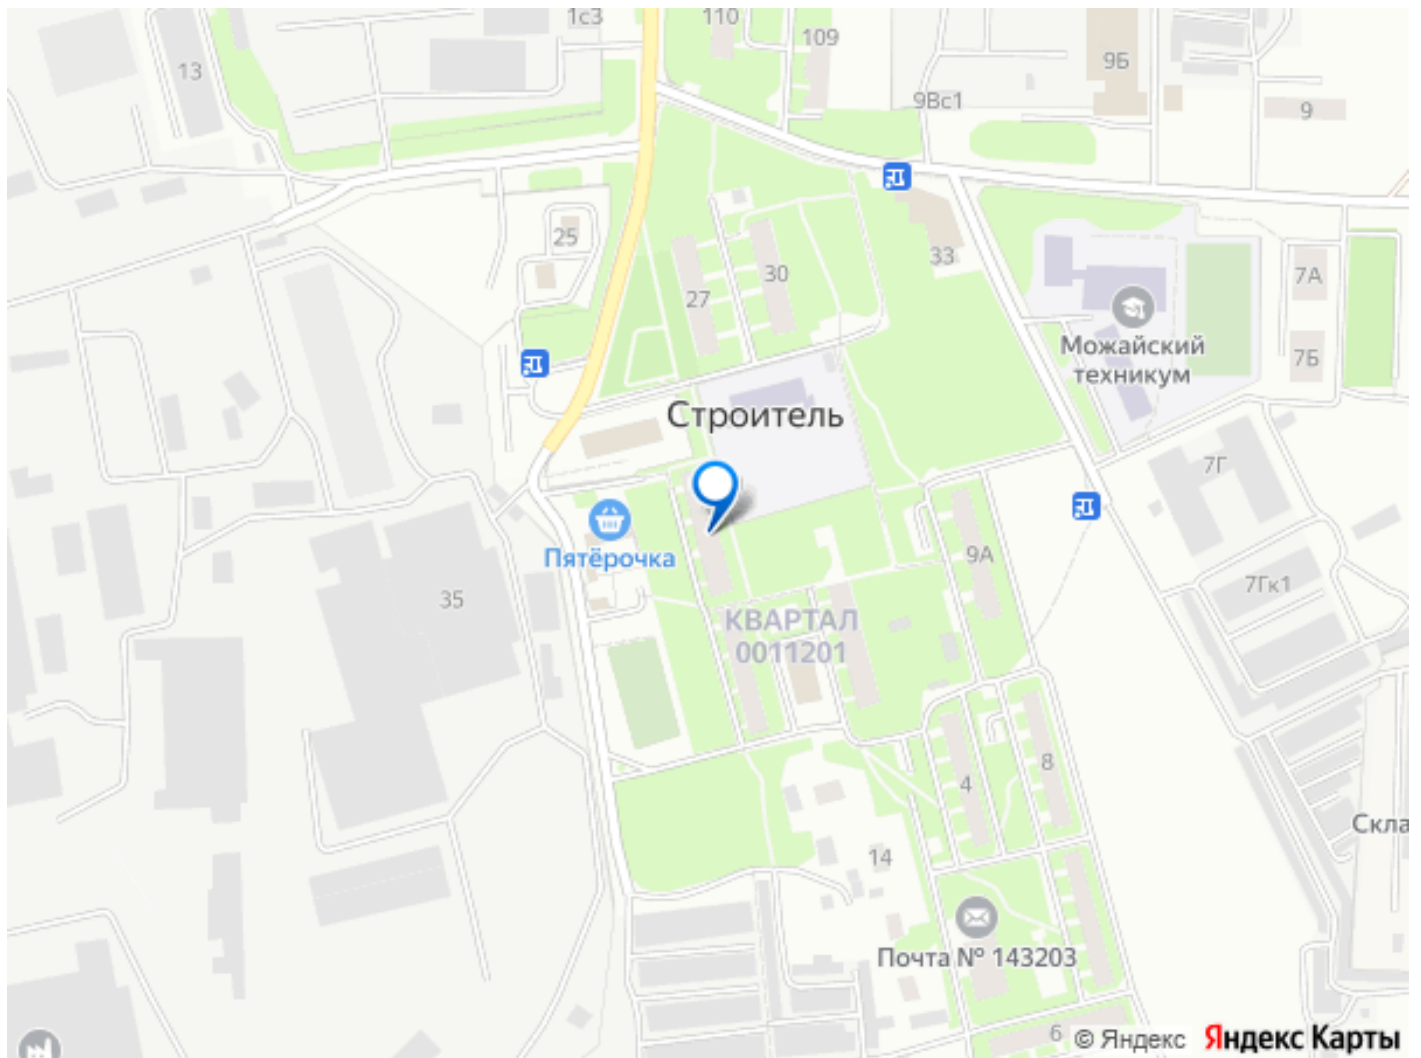 1с3
110
109
13
9Б
9Вс1
9
25
33
30
27
7А
7Б
Можайский
техникум
Строитель
7Г
Пятёрочка
35
9А
7Гк1
КВАРТАЛ
0011201
8
4
Скла
14
Почта № 143203
6
© Яндекс Яндекс Карты